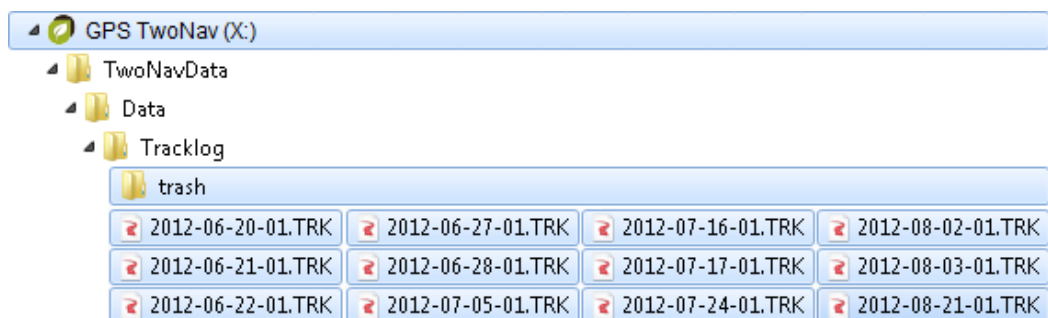 GPS TwoNav (X:)
TwoNavData
Data
Tracklog
trash
2012-06-20-01.TRK 2012-06-27-01.TRK 2012-07-16-01.TRK 2012-08-02-01.TRK
2012-06-21-01.TRK 2012-06-28-01.TRK 2012-07-17-01.TRK 2012-08-03-01.TRK
2012-06-22-01.TRK 2012-07-05-01.TRK 2012-07-24-01.TRK 2012-08-21-01.TRK